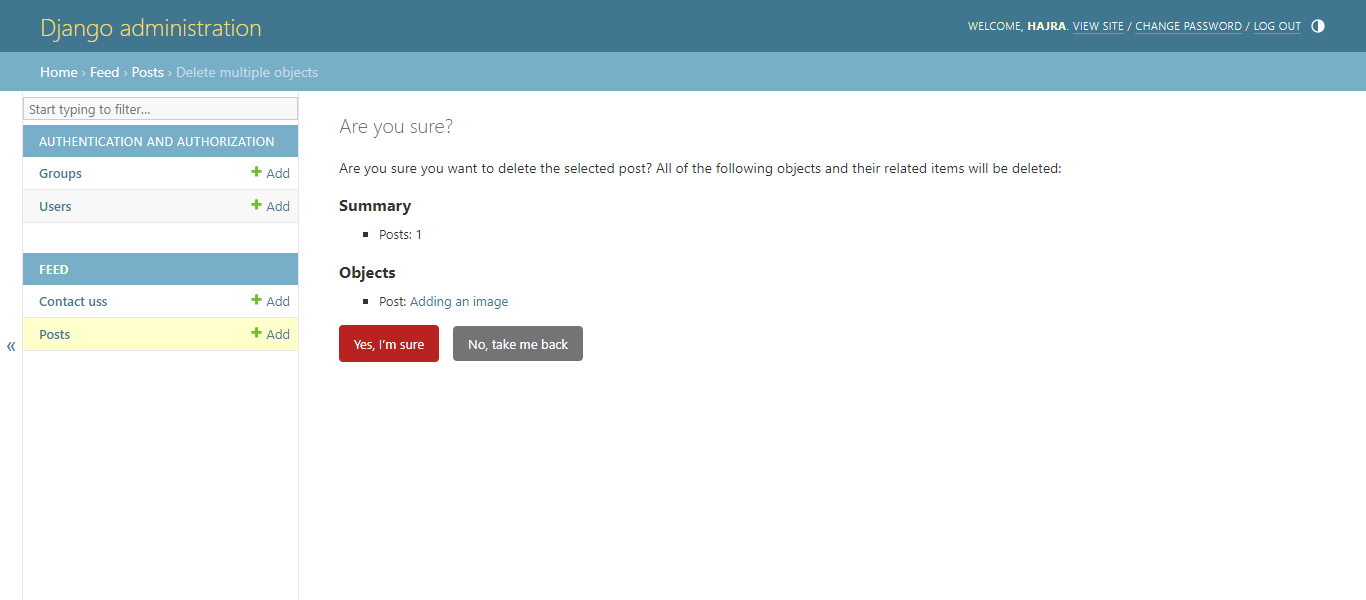 Django administration
WELCOME, HAJRA. VIEW SITE / CHANGE PASSWORD / LOG OUT
Home › Feed › Posts › Delete multiple objects
Start typing to filter...
AUTHENTICATION AND AUTHORIZATION
Groups + Add
Users + Add
FEED
Contact uss + Add
Posts + Add
«
Are you sure?
Are you sure you want to delete the selected post? All of the following objects and their related items will be deleted:
Summary
Posts: 1
Objects
Post: Adding an image
Yes, I’m sure
No, take me back